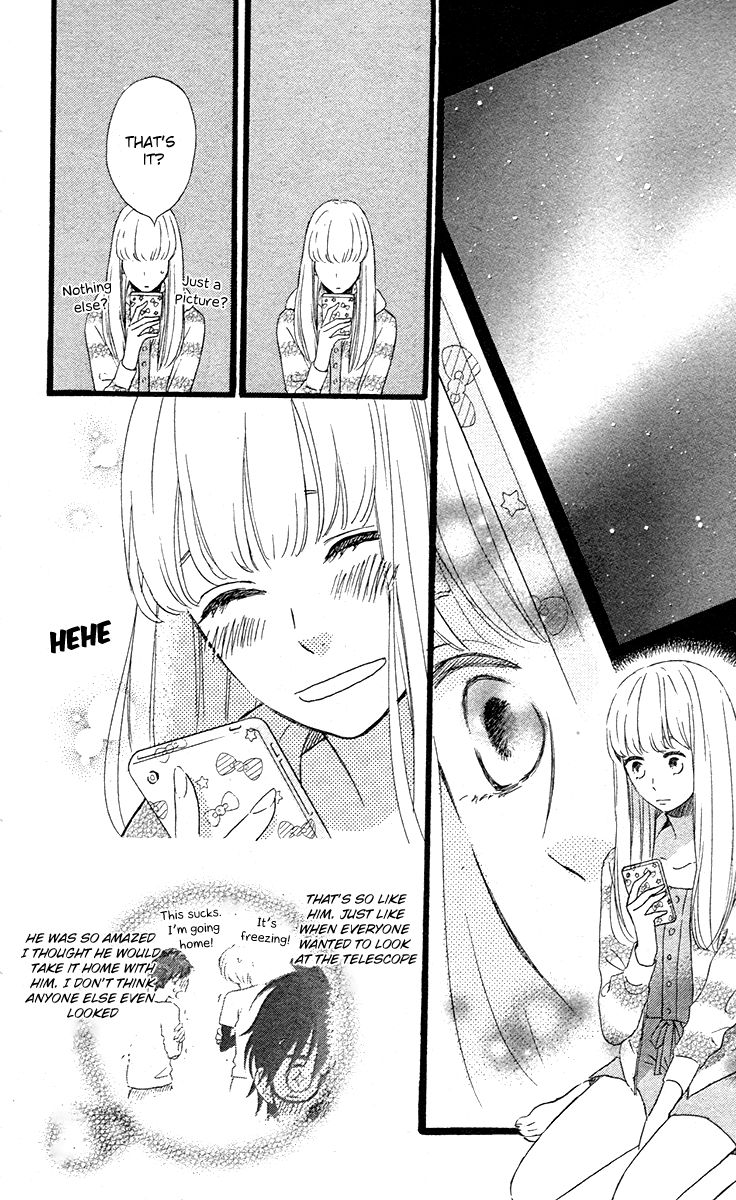 THAT'S
IT?
Just a
Picture?
Nothing
else?
HEHE
THAT'S SO LIKE
HIM. JUST LIKE
WHEN EVERYONE
WANTED TO LOOK
AT THE TELESCOPE
It's
freezing!
This sucks.
I'm going
home!
HE WAS SO AMAZED
I THOUGHT HE WOULD
TAKE IT HOME WITH
HIM. I DON'T THINK
ANYONE ELSE EVEN
LOOKED